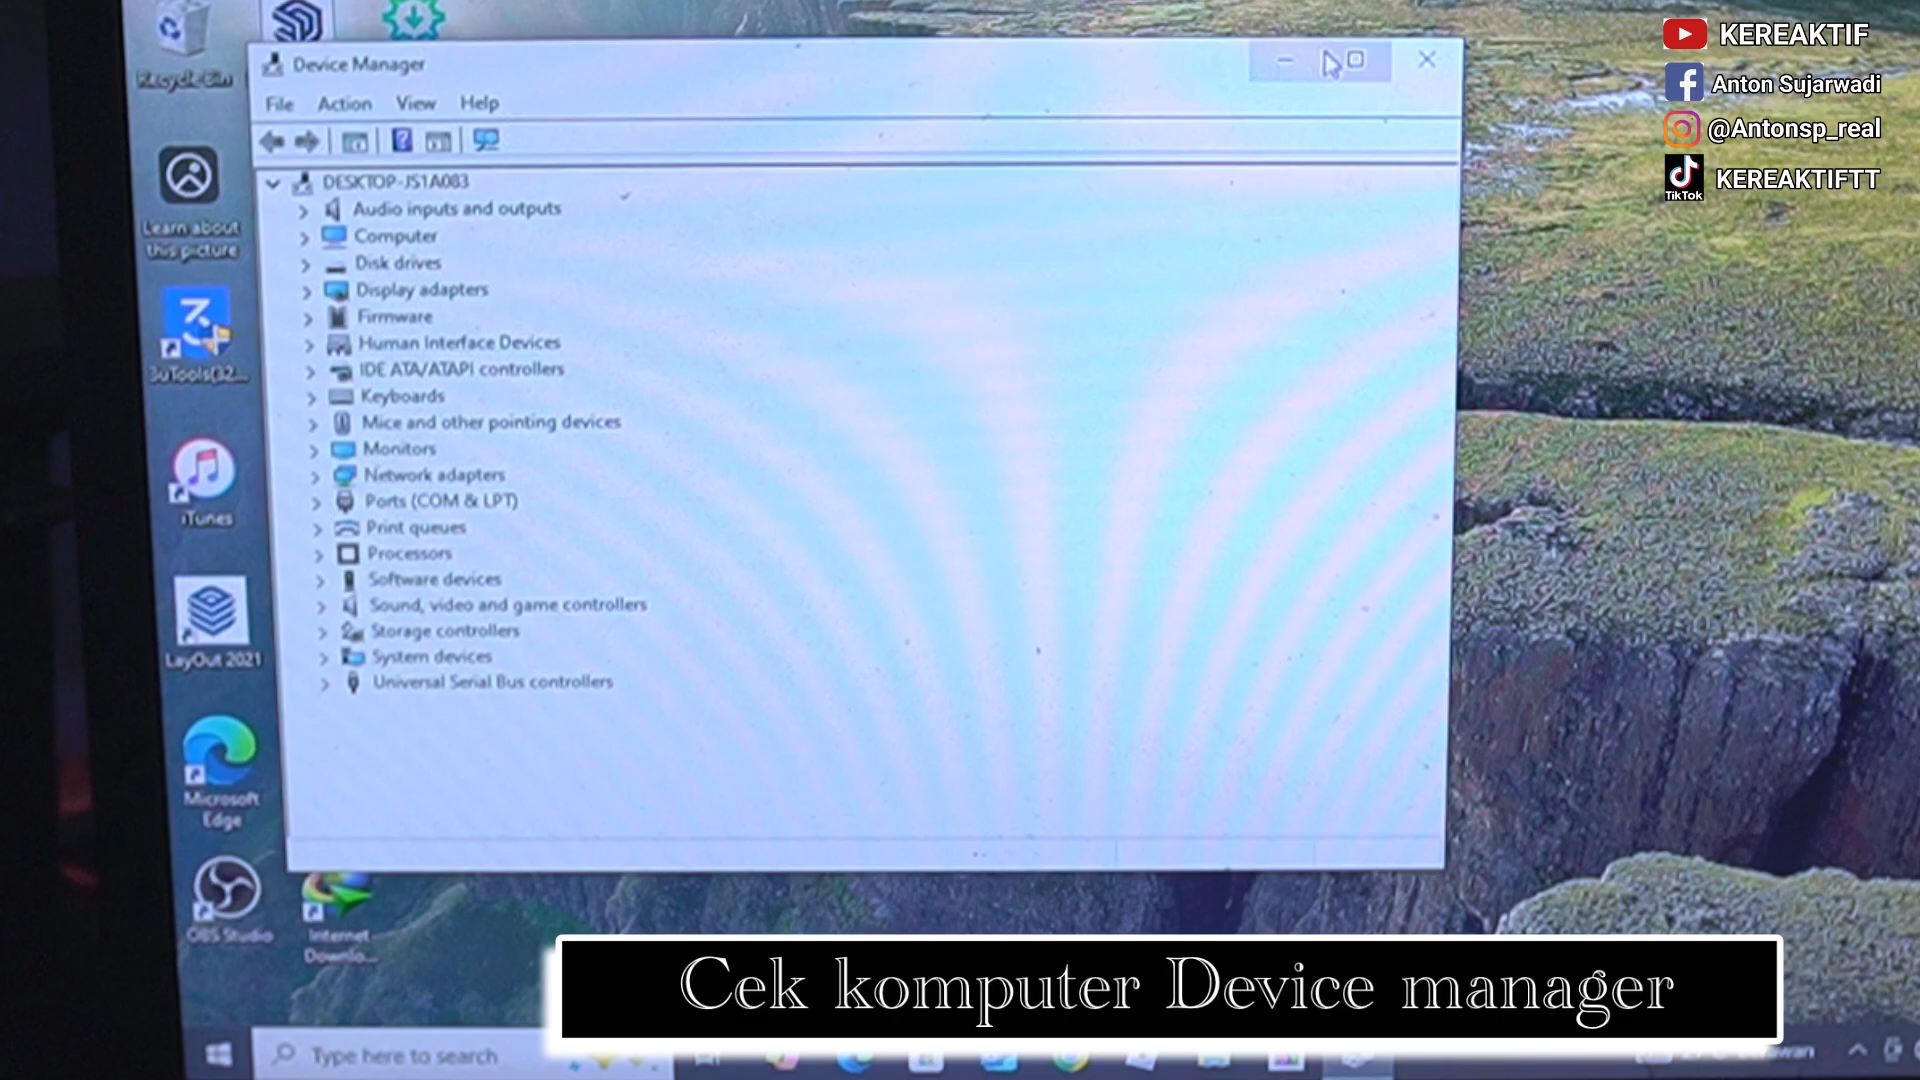 KEREAKTIF
Anton Sujarwadi
@Antonsp_real
TikTok
KEREAKTIFTT
Recycle Bin
Learn about
this picture
3uTools(32...
iTunes
LayOut 2021
Microsoft
Edge
OBS Studio
Internet
Downlo...
Device Manager
File Action View Help
DESKTOP-JS1A083
Audio inputs and outputs
Computer
Disk drives
Display adapters
Firmware
Human Interface Devices
IDE ATA/ATAPI controllers
Keyboards
Mice and other pointing devices
Monitors
Network adapters
Ports (COM & LPT)
Print queues
Processors
Software devices
Sound, video and game controllers
Storage controllers
System devices
Universal Serial Bus controllers
Cek komputer Device manager
Type here to search